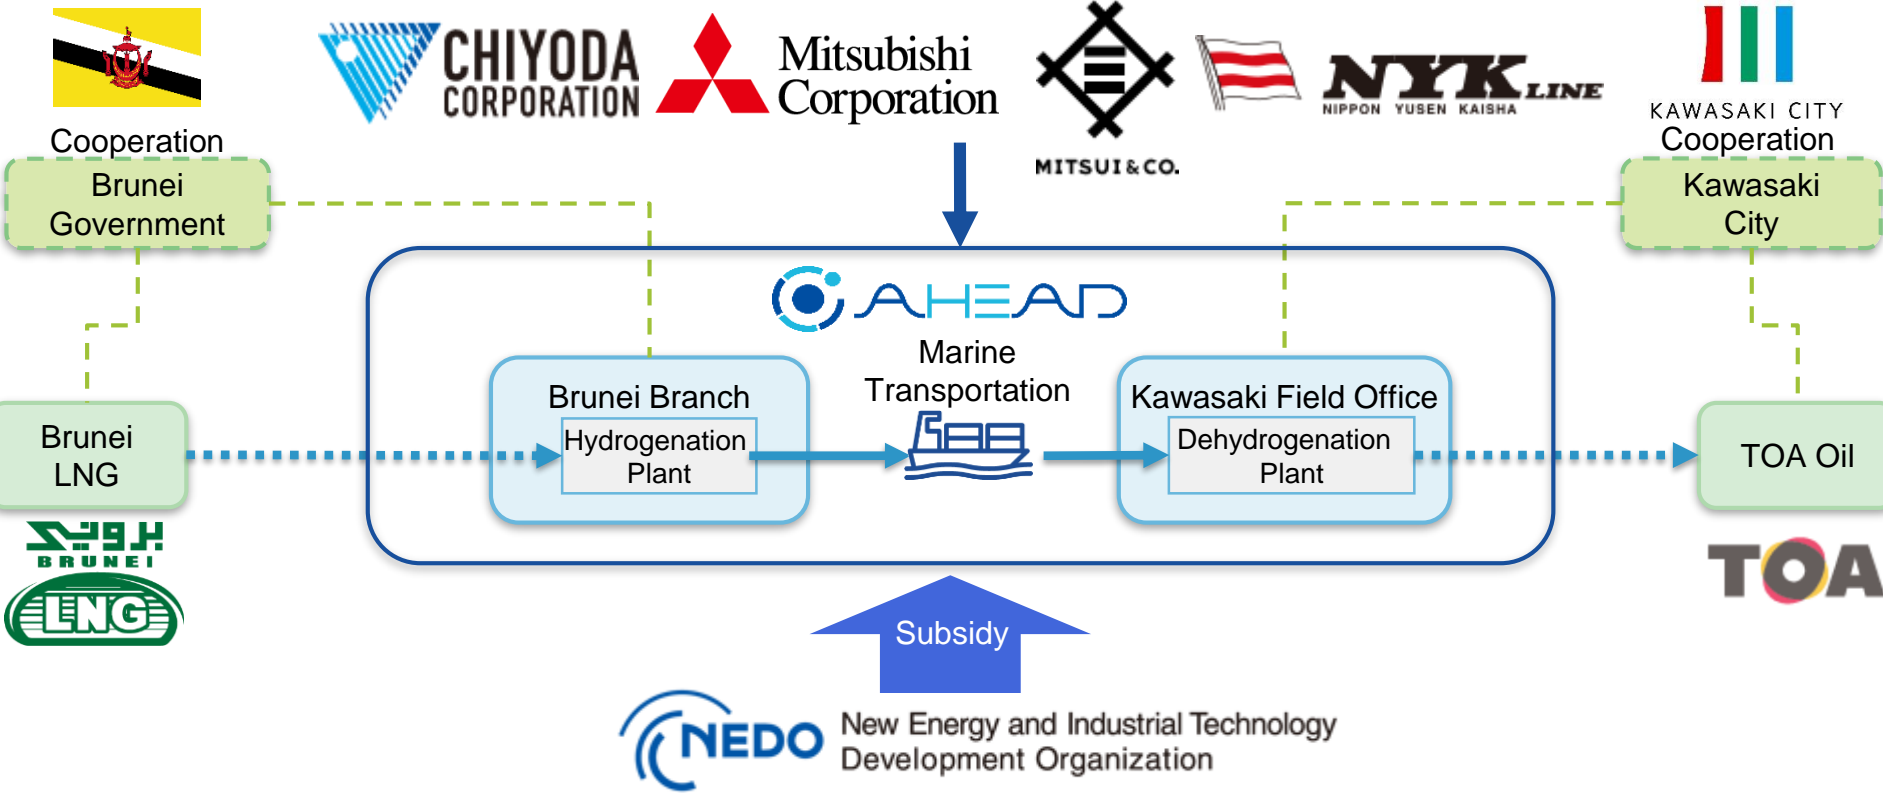 CHIYODA
CORPORATION
Mitsubishi
Corporation
MITSUI & CO.
NYK LINE
NIPPON YUSEN KAISHA
KAWASAKI CITY
Cooperation
Cooperation
Brunei
Government
Kawasaki
City
AHEAD
Marine
Transportation
Brunei Branch
Hydrogenation
Plant
Kawasaki Field Office
Dehydrogenation
Plant
Brunei
LNG
TOA Oil
بروني
BRUNEI
LNG
TOA
Subsidy
NEDO
New Energy and Industrial Technology
Development Organization